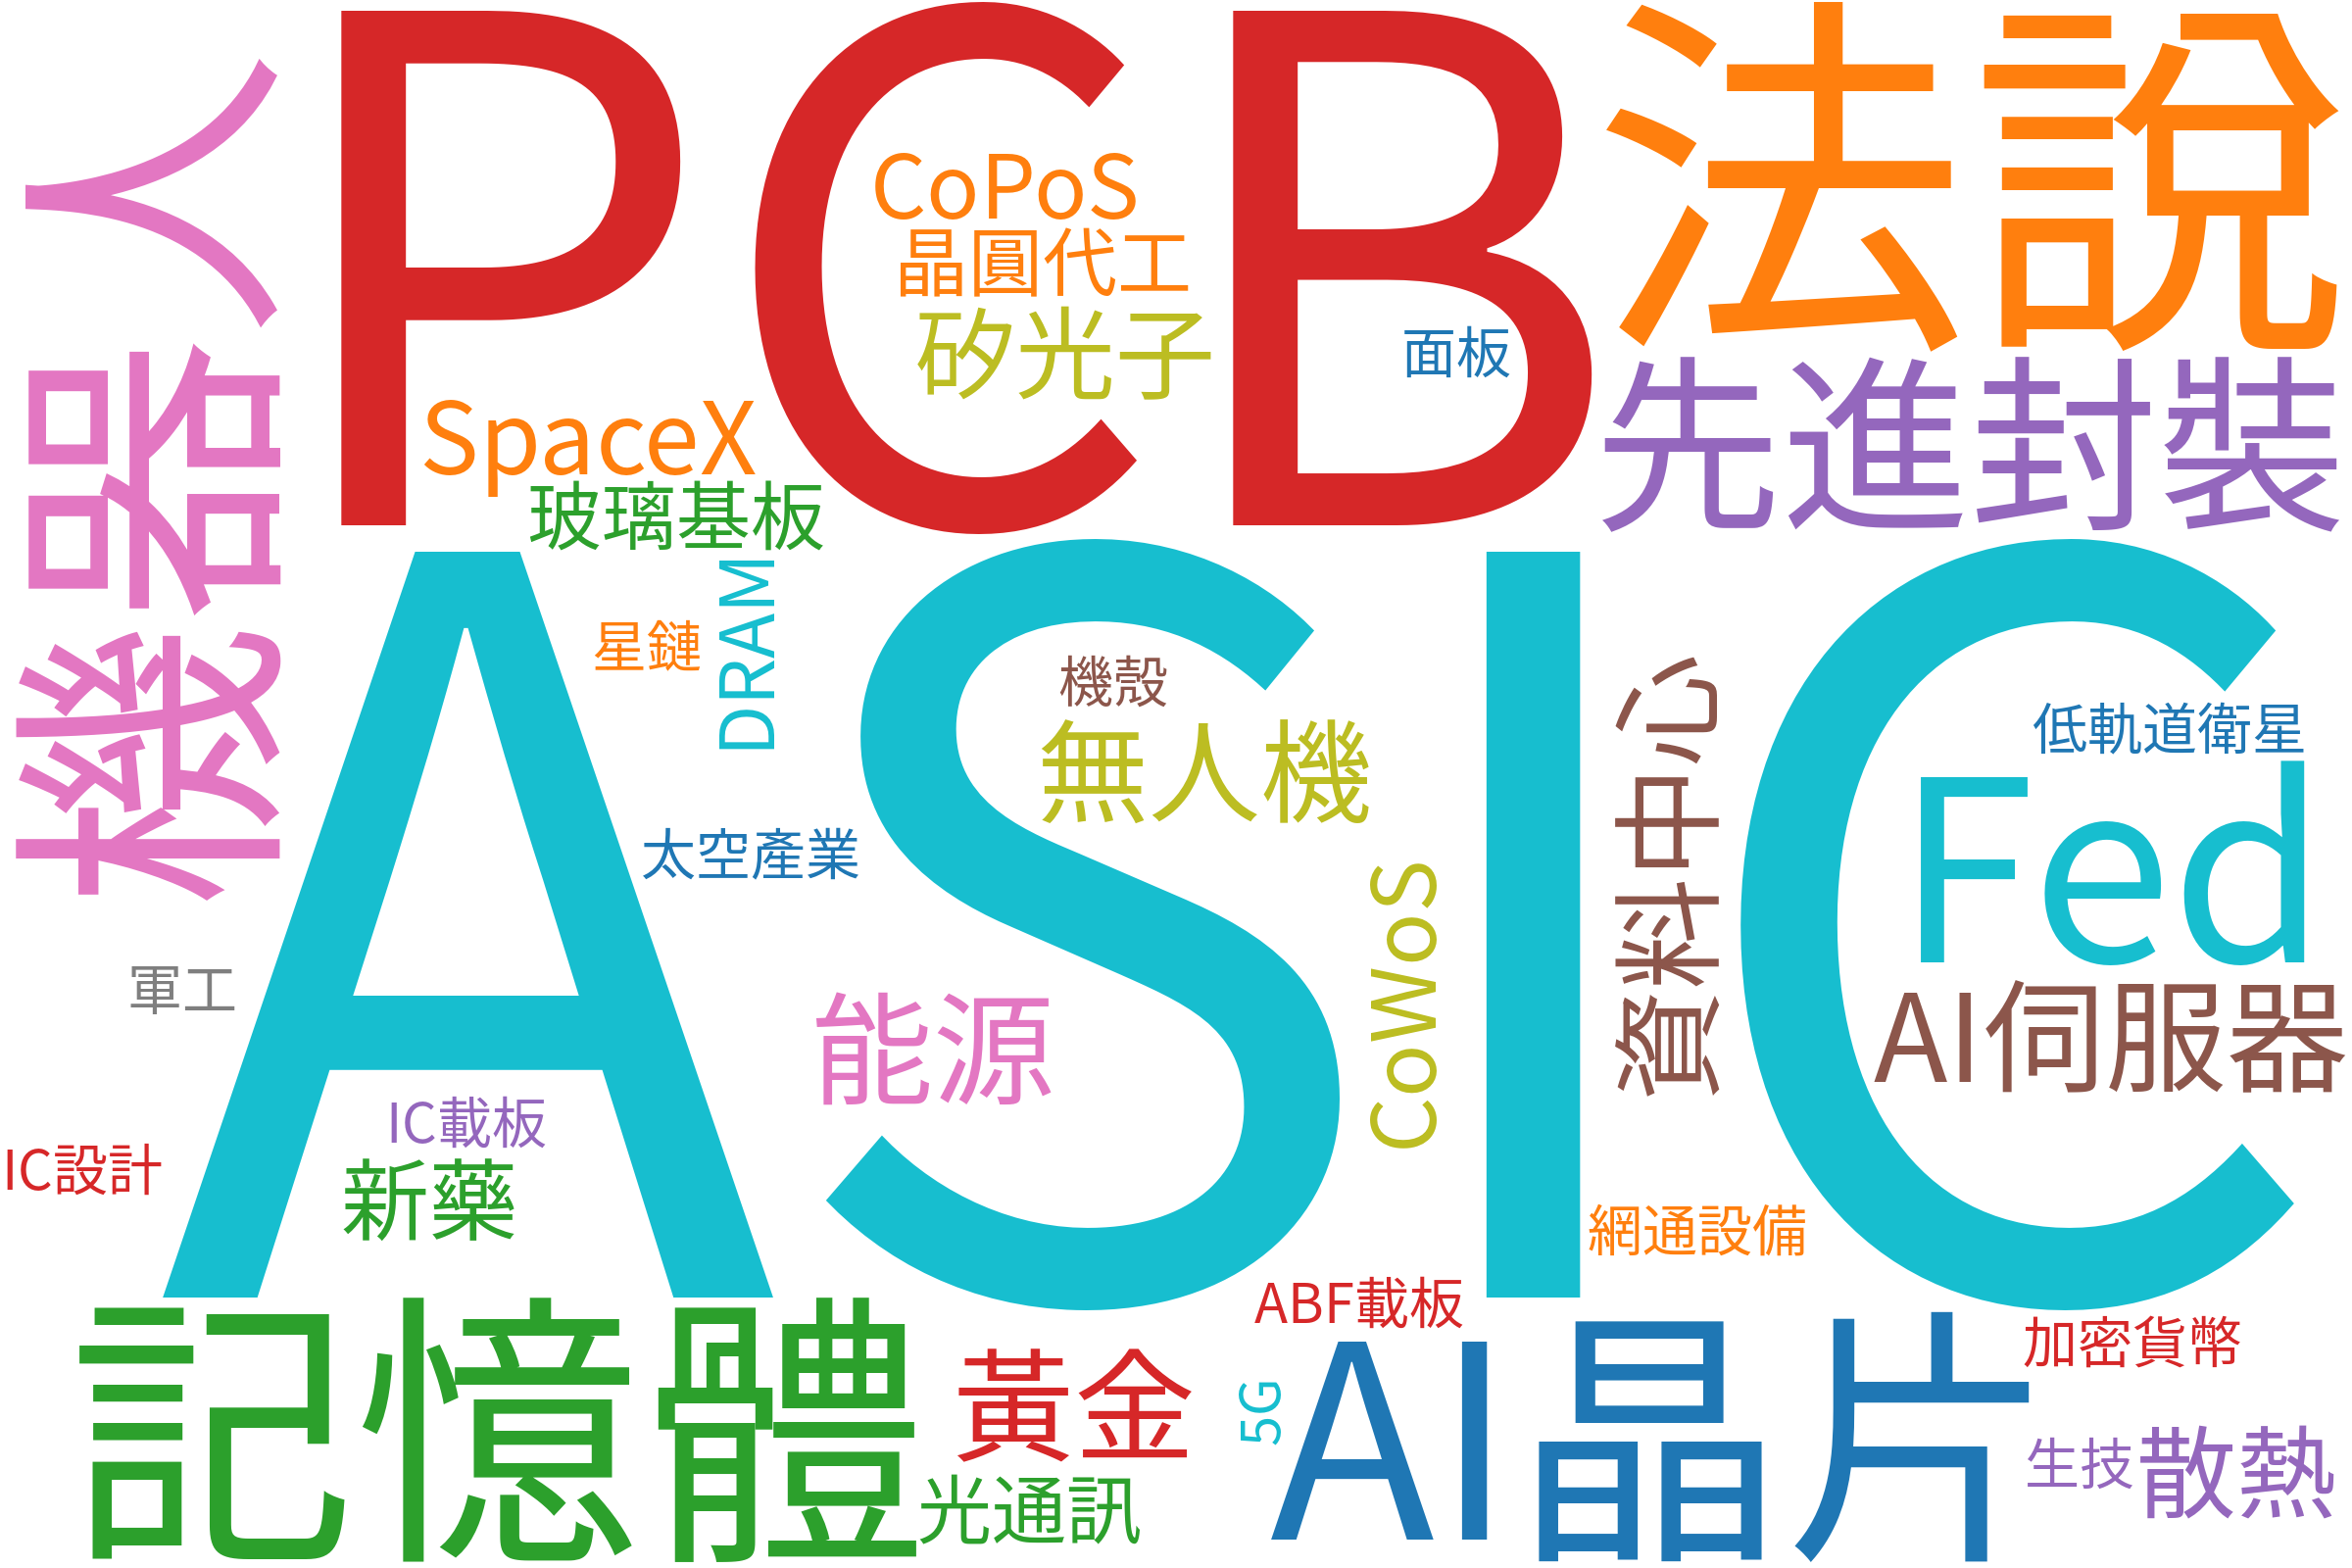 機器人
PCB
法說
CoPoS
晶圓代工
矽光子
面板
SpaceX
先進封裝
玻璃基板
ASIC
DRAM
星鏈
機殼
無人機
資料中心
低軌道衛星
Fed
太空產業
CoWoS
軍工
能源
AI伺服器
IC載板
IC設計
新藥
網通設備
ABF載板
記憶體
黃金
5G
AI晶片
加密貨幣
光通訊
生技
散熱